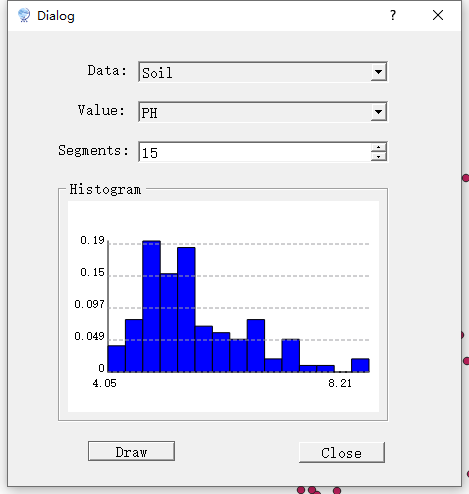 Dialog
Data: Soil
Value: PH
Segments: 15
Histogram
0.19
0.15
0.097
0.049
0
4.05 8.21
Draw Close